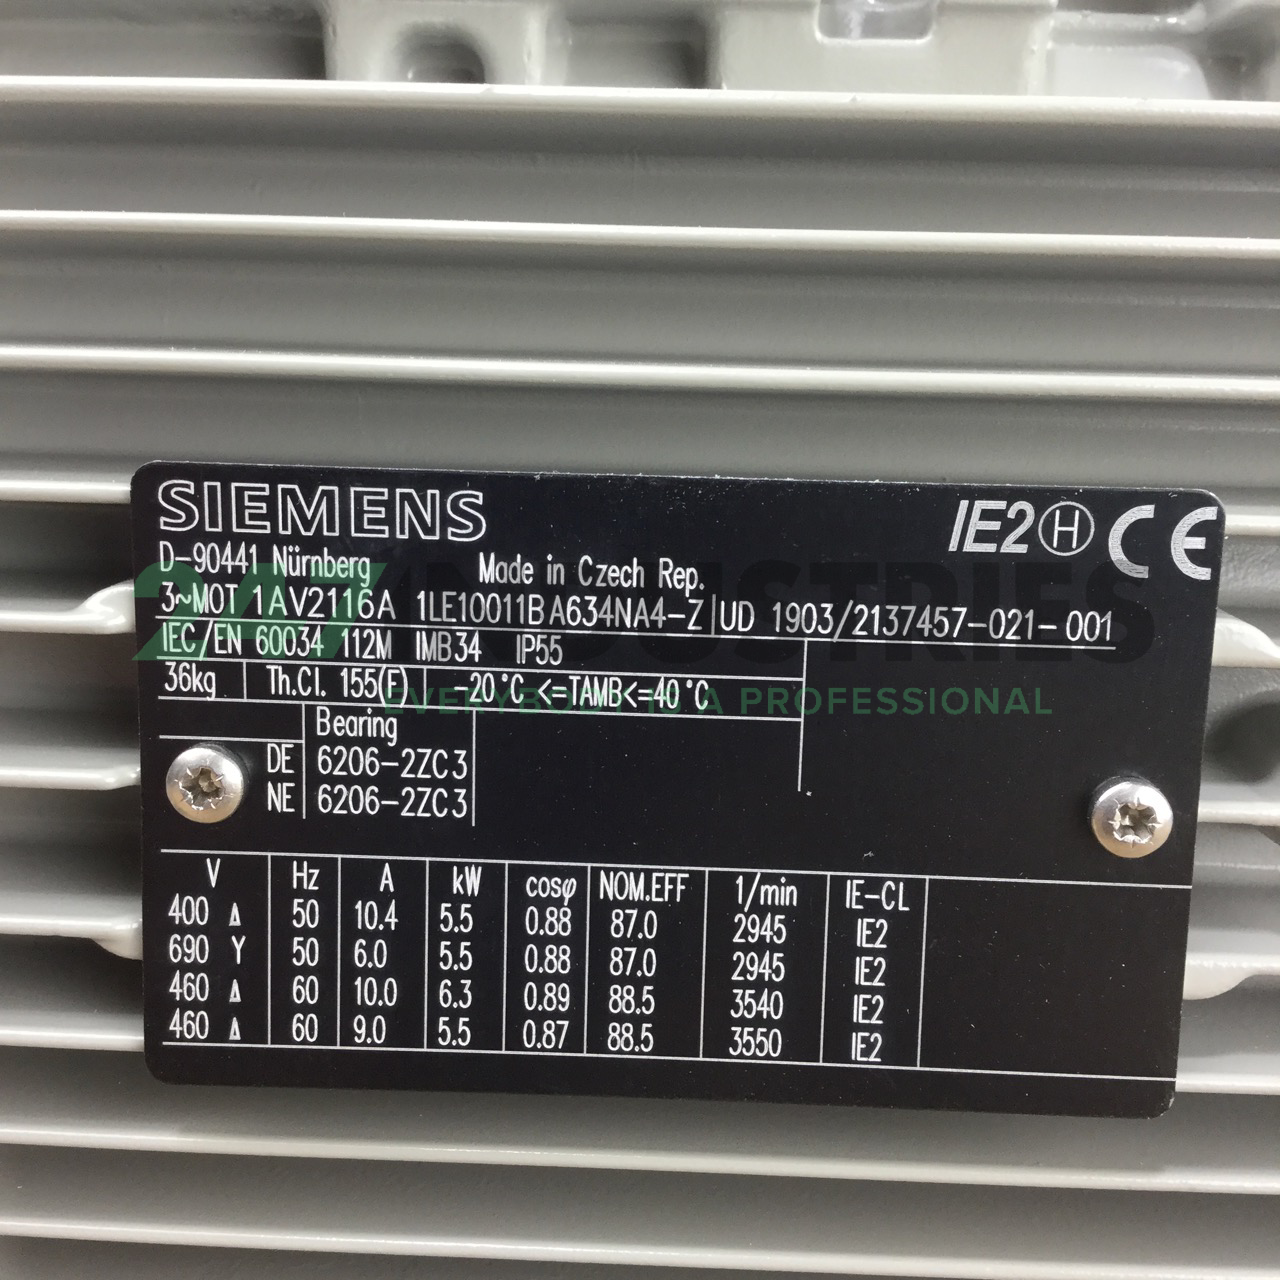 SIEMENS
IE2 H CE
D-90441 Nürnberg Made in Czech Rep.
3~MOT 1AV2116A 1LE10011BA634NA4-Z UD 1903/2137457-021-001
IEC/EN 60034 112M IMB34 IP55
36kg Th.Cl. 155(F) -20°C <=TAMB<=40°C
Bearing
DE 6206-2ZC3
NE 6206-2ZC3
V Hz A kW cosφ NOM.EFF 1/min IE-CL
400 Δ 50 10.4 5.5 0.88 87.0 2945 IE2
690 Y 50 6.0 5.5 0.88 87.0 2945 IE2
460 Δ 60 10.0 6.3 0.89 88.5 3540 IE2
460 Δ 60 9.0 5.5 0.87 88.5 3550 IE2
247 INDUSTRIES
EVERYBODY IS A PROFESSIONAL